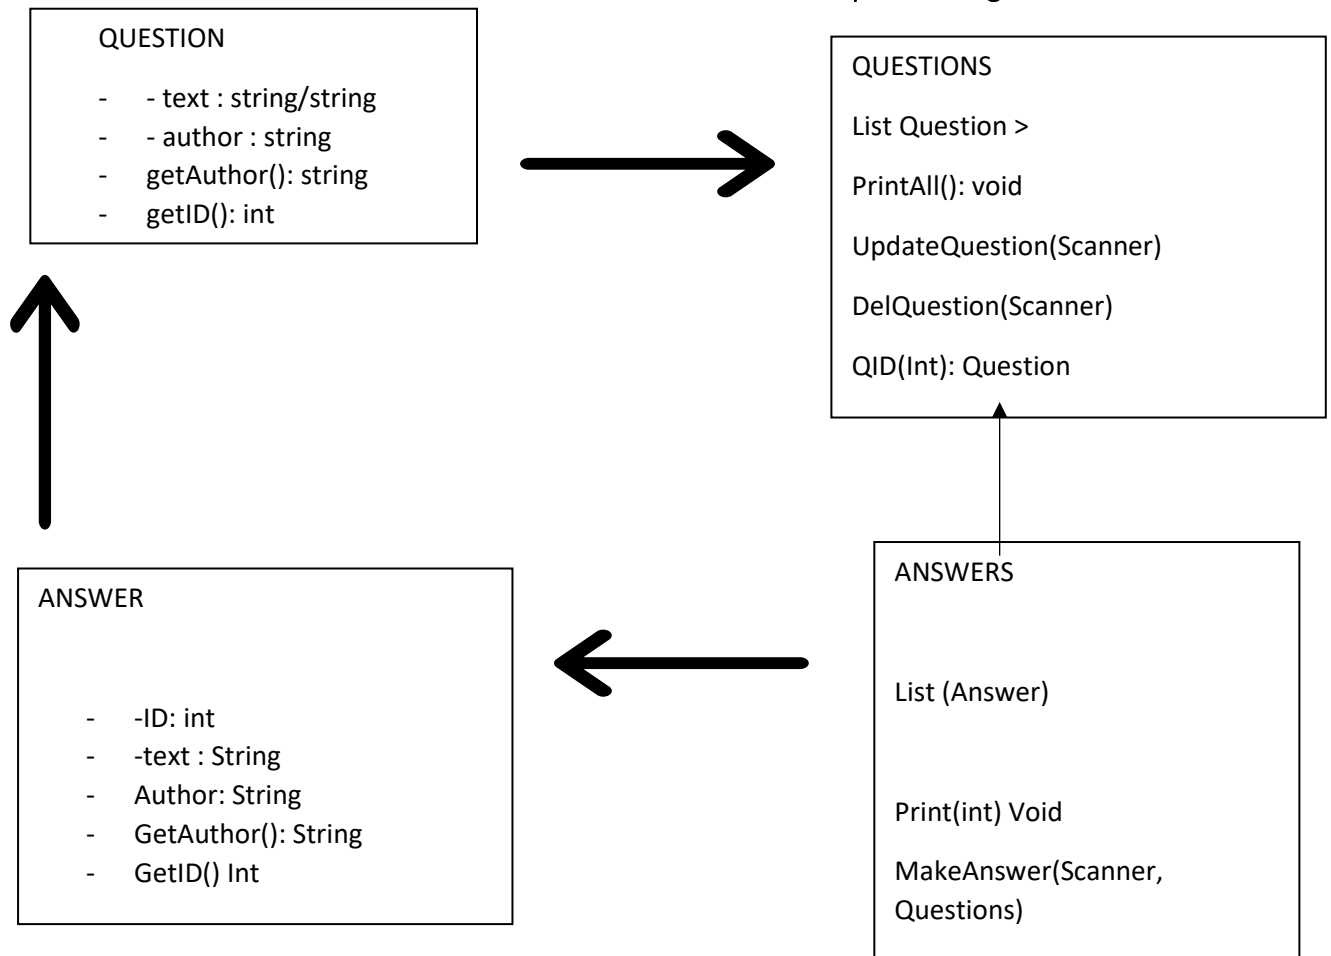 QUESTION
- - text : string/string
- - author : string
- getAuthor(): string
- getID(): int
QUESTIONS
List Question >
PrintAll(): void
UpdateQuestion(Scanner)
DelQuestion(Scanner)
QID(Int): Question
ANSWER
- -ID: int
- -text : String
- Author: String
- GetAuthor(): String
- GetID() Int
ANSWERS
List (Answer)
Print(int) Void
MakeAnswer(Scanner,
Questions)